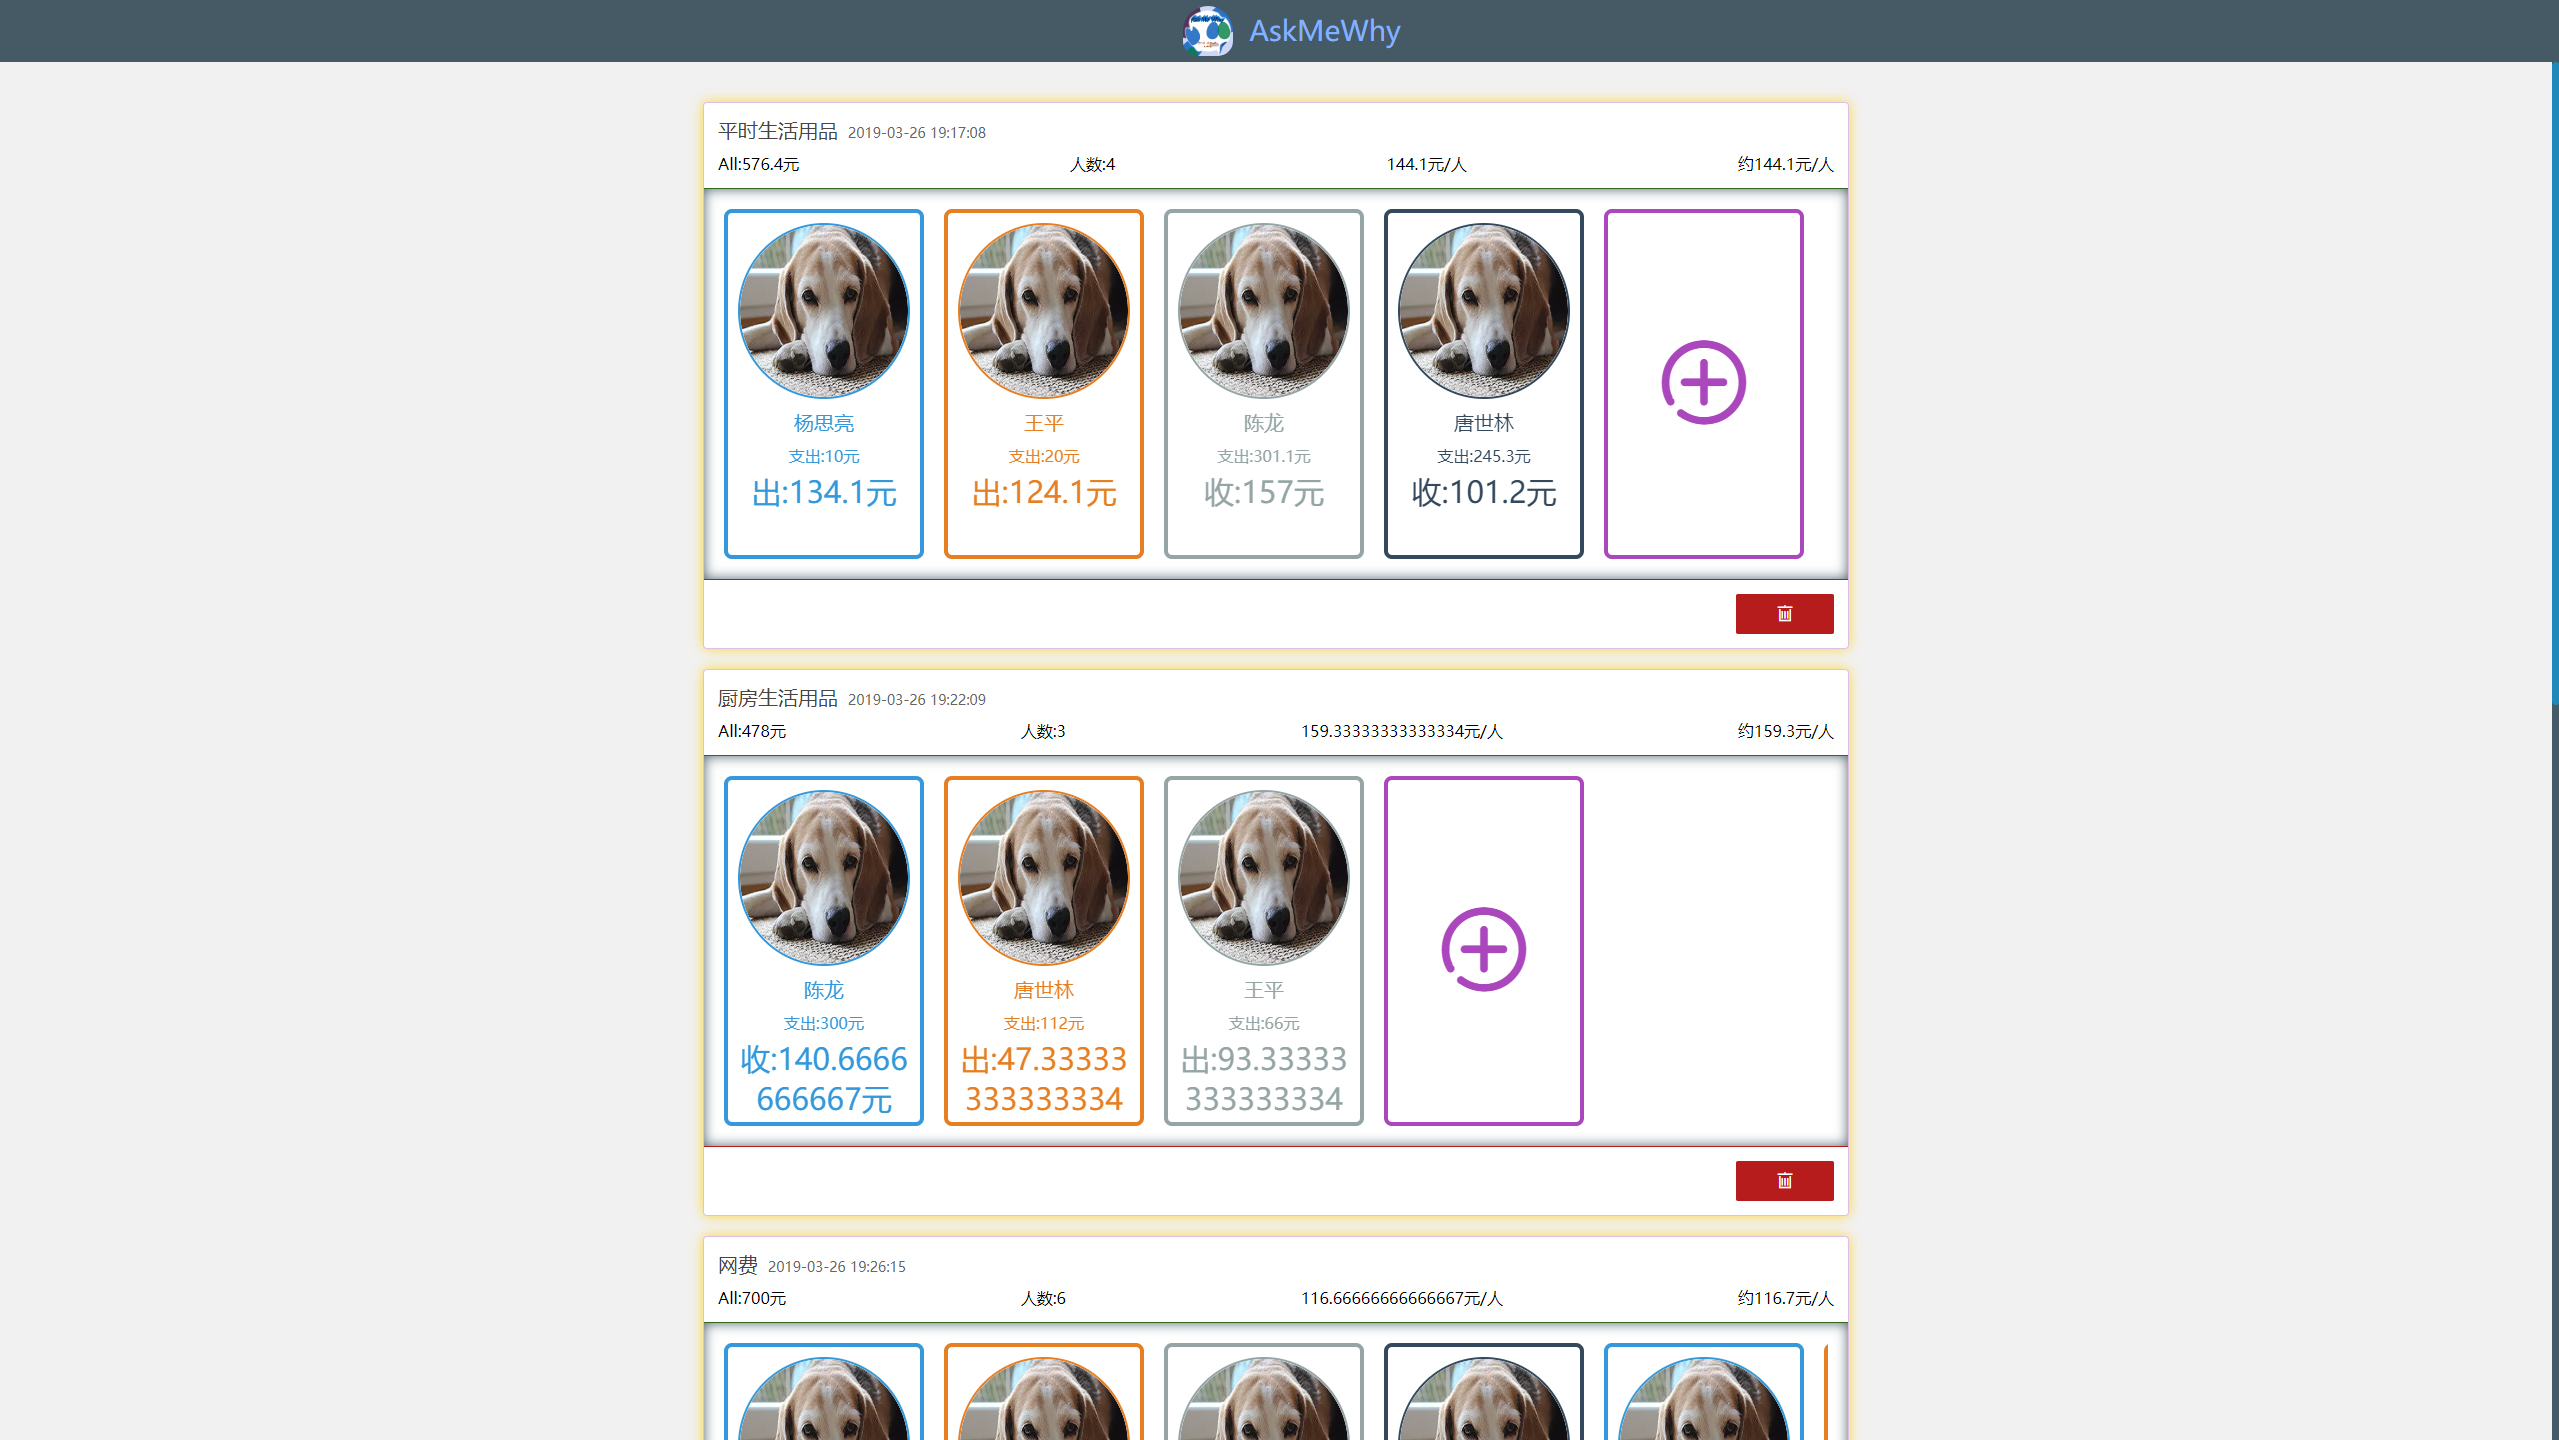 AskMeWhy
平时生活用品 2019-03-26 19:17:08
All:576.4元 人数:4 144.1元/人 约144.1元/人
杨思亮 王平 陈龙 唐世林
支出:10元 支出:20元 支出:301.1元 支出:245.3元
出:134.1元 出:124.1元 收:157元 收:101.2元
厨房生活用品 2019-03-26 19:22:09
All:478元 人数:3 159.33333333333334元/人 约159.3元/人
陈龙 唐世林 王平
支出:300元 支出:112元 支出:66元
收:140.6666 出:47.33333 出:93.33333
666667元 333333334 333333334
网费 2019-03-26 19:26:15
All:700元 人数:6 116.66666666666667元/人 约116.7元/人